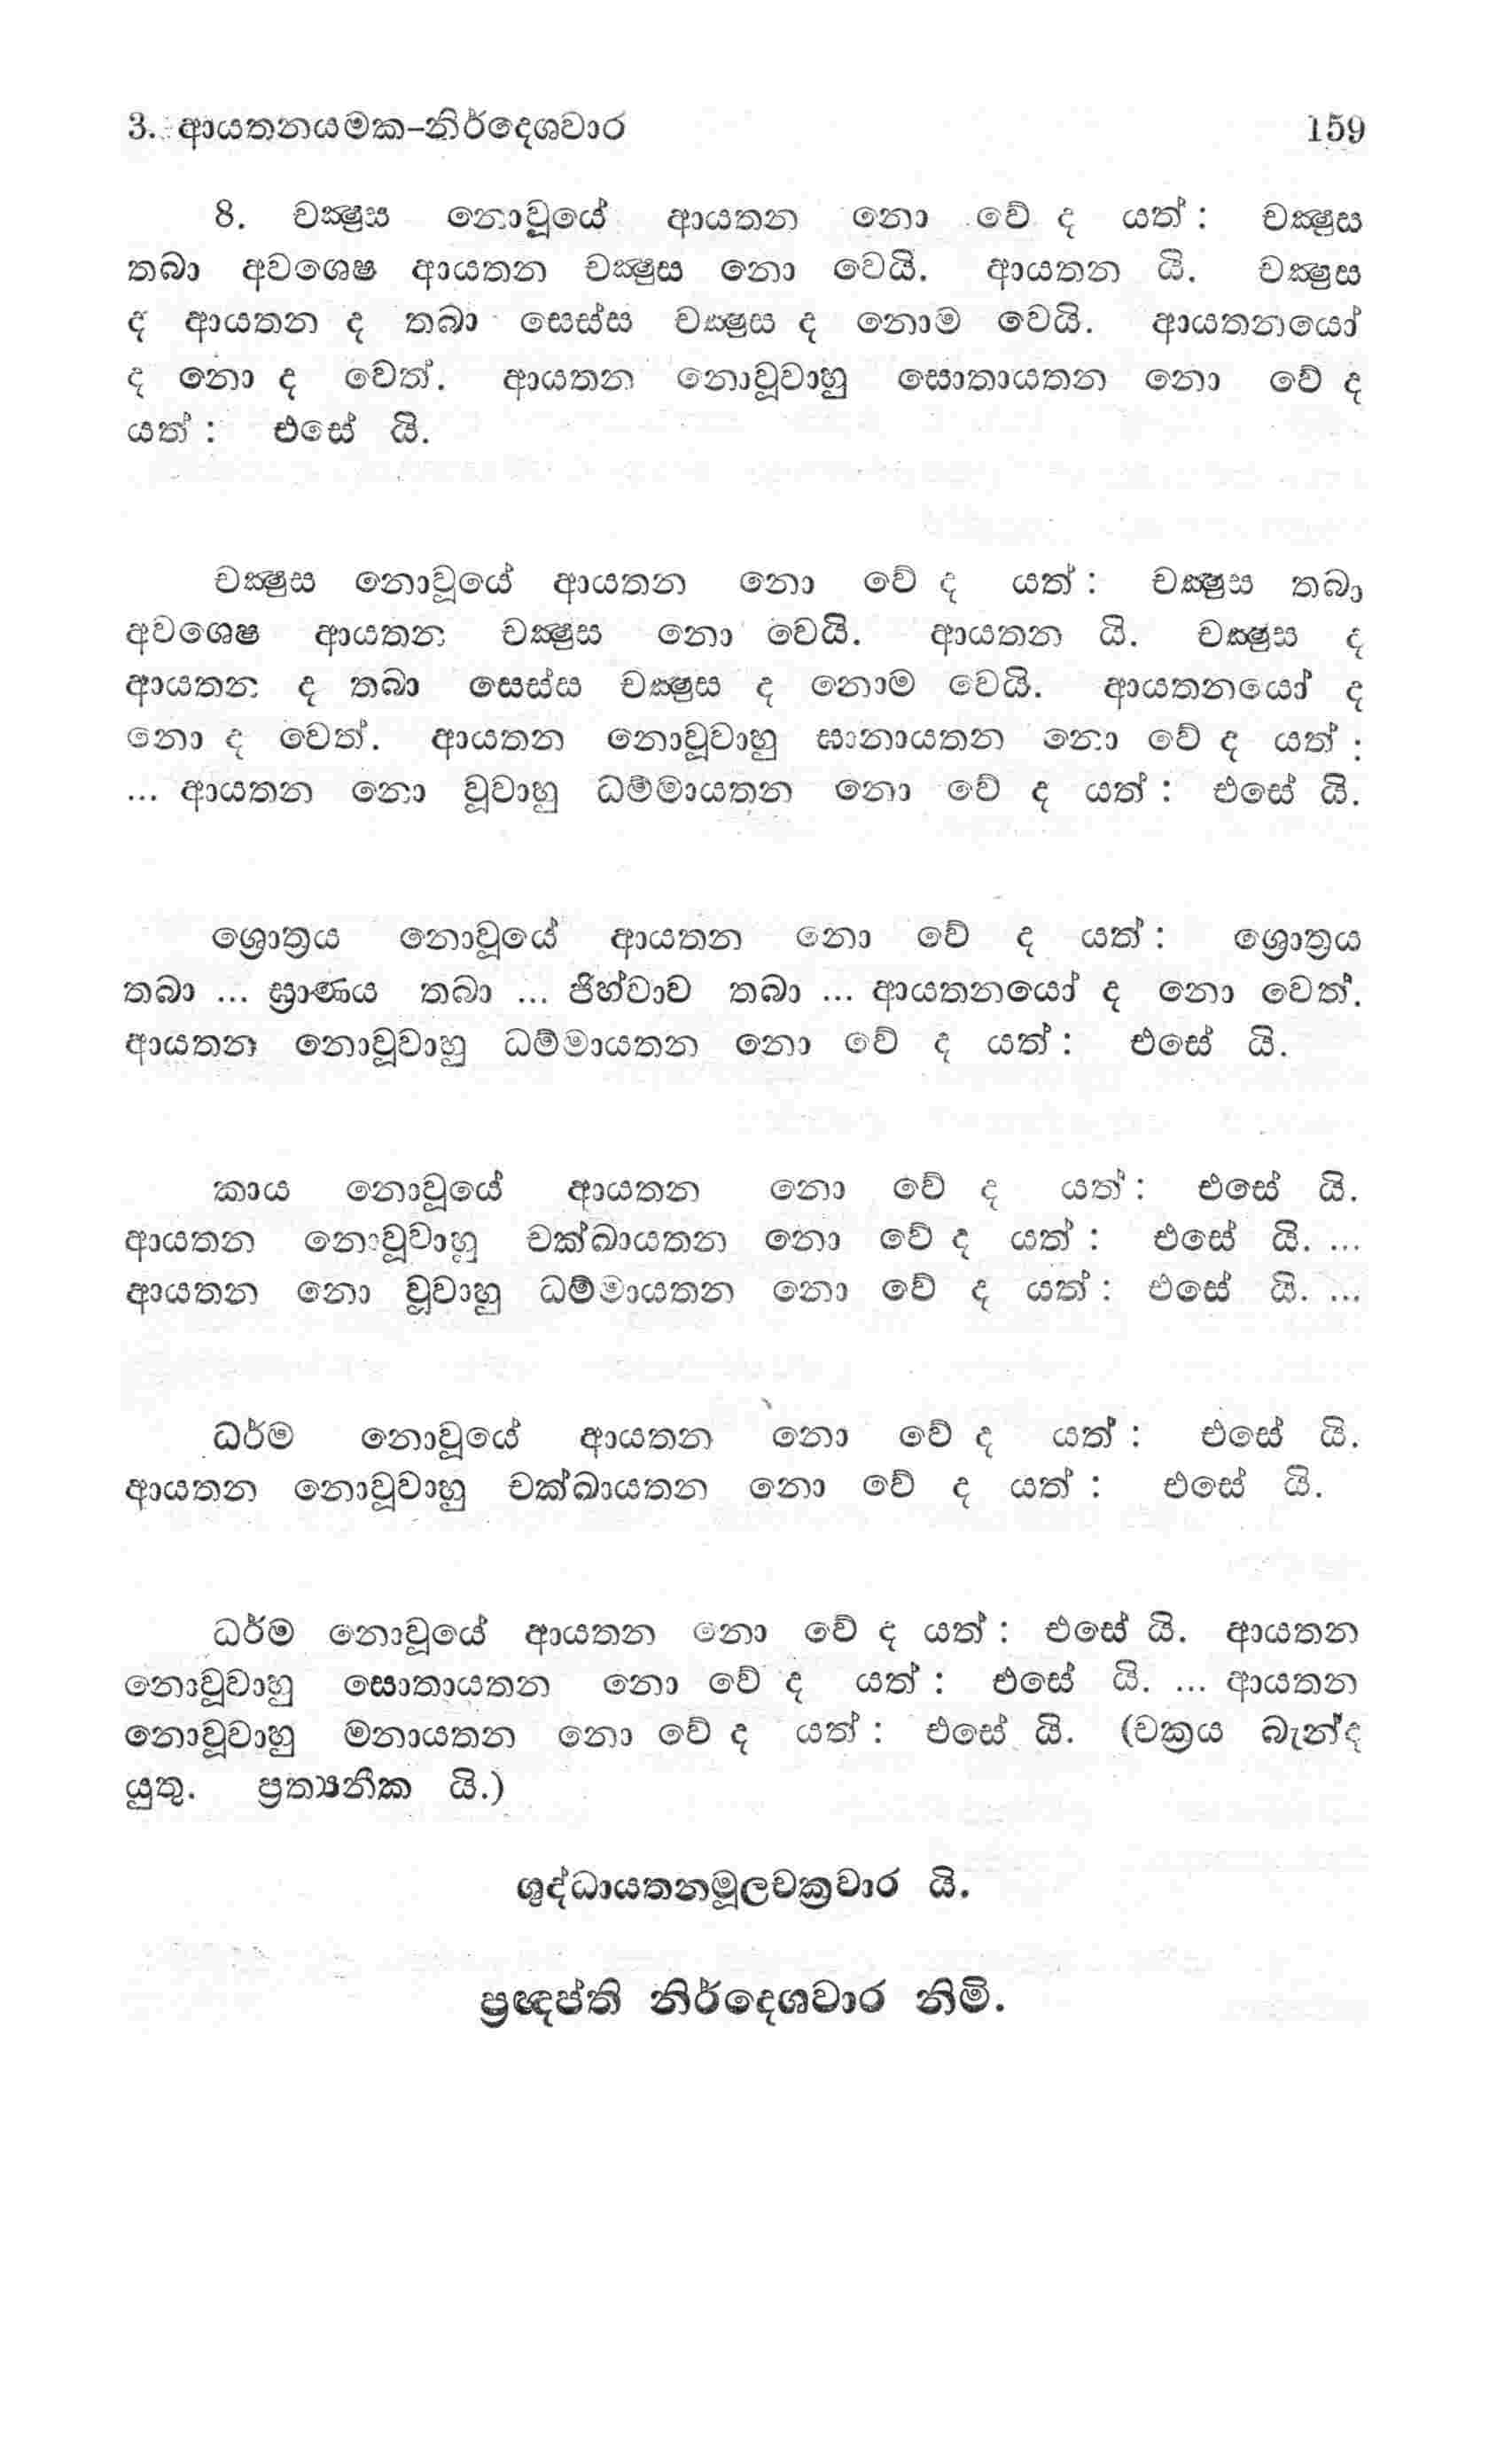 3. ආයතනයමක–නිර්දෙශවාර 159
8. චක්‍ෂුස නොවූයේ ආයතන නො වේ ද යත් : චක්‍ෂුස
තබා අවශෙෂ ආයතන චක්‍ෂුස නො වෙයි. ආයතන යි. චක්‍ෂුස
ද ආයතන ද තබා සෙස්ස චක්‍ෂුස ද නොම වෙයි. ආයතනයෝ
ද නො ද වෙත්. ආයතන නොවූවාහු සොතායතන නො වේ ද
යත් : එසේ යි.
චක්‍ෂුස නොවූයේ ආයතන නො වේ ද යත් : චක්‍ෂුස තබා
අවශෙෂ ආයතන චක්‍ෂුස නො වෙයි. ආයතන යි. චක්‍ෂුස ද
ආයතන ද තබා සෙස්ස චක්‍ෂුස ද නොම වෙයි. ආයතනයෝ ද
නො ද වෙත්. ආයතන නොවූවාහු ඝානායතන නො වේ ද යත් :
... ආයතන නො වූවාහු ධම්මායතන නො වේ ද යත් : එසේ යි.
ශ්‍රොත්‍රය නොවූයේ ආයතන නො වේ ද යත් : ශ්‍රොත්‍රය
තබා ... ඝ්‍රාණය තබා ... ජිහ්වාව තබා ... ආයතනයෝ ද නො වෙත්.
ආයතන නොවූවාහු ධම්මායතන නො වේ ද යත් : එසේ යි.
කාය නොවූයේ ආයතන නො වේ ද යත් : එසේ යි.
ආයතන නොවූවාහු චක්ඛායතන නො වේ ද යත් : එසේ යි. ...
ආයතන නො වූවාහු ධම්මායතන නො වේ ද යත් : එසේ යි. ...
ධර්ම නොවූයේ ආයතන නො වේ ද යත් : එසේ යි.
ආයතන නොවූවාහු චක්ඛායතන නො වේ ද යත් : එසේ යි.
ධර්ම නොවූයේ ආයතන නො වේ ද යත් : එසේ යි. ආයතන
නොවූවාහු සොතායතන නො වේ ද යත් : එසේ යි. ... ආයතන
නොවූවාහු මනායතන නො වේ ද යත් : එසේ යි. (චක්‍රය බැන්ද
යුතු. ප්‍රත්‍යනීක යි.)
ශුද්ධායතනමූලචක්‍රවාර යි.
ප්‍රඥප්ති නිර්දෙශවාර නිමි.